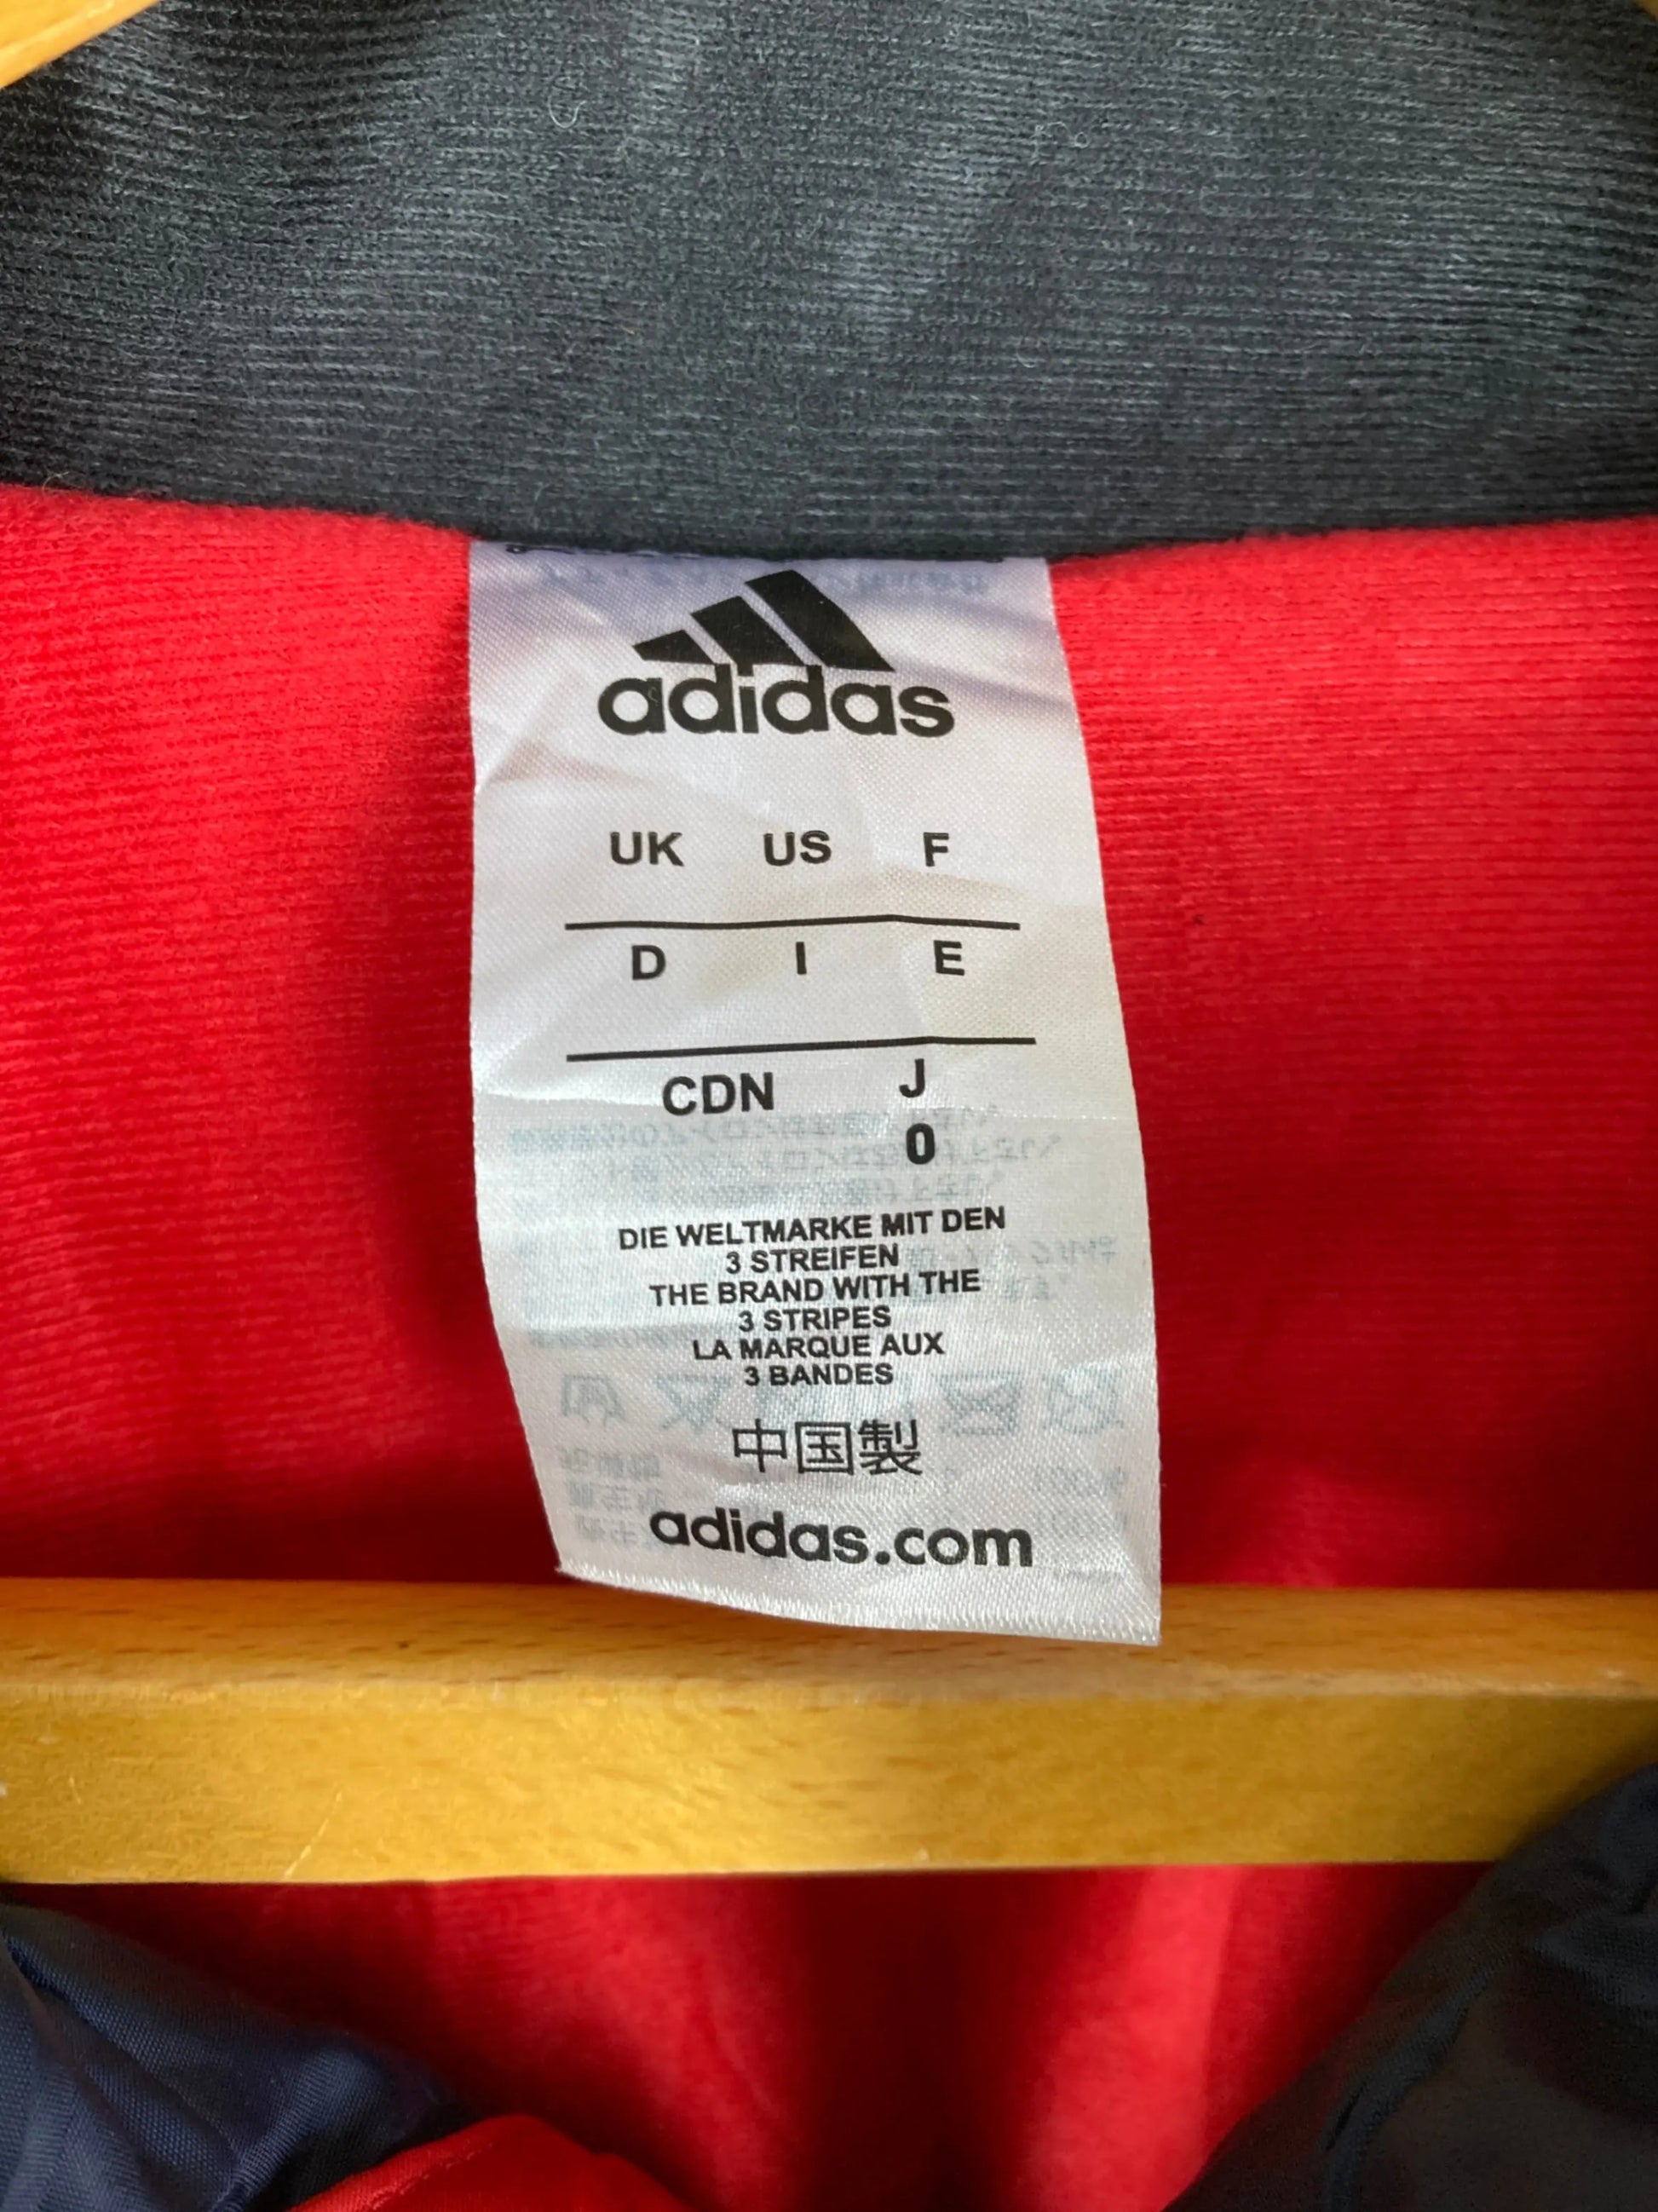 adidas
UK US F
D I E
CDN J
0
DIE WELTMARKE MIT DEN
3 STREIFEN
THE BRAND WITH THE
3 STRIPES
LA MARQUE AUX
3 BANDES
中国製
adidas.com